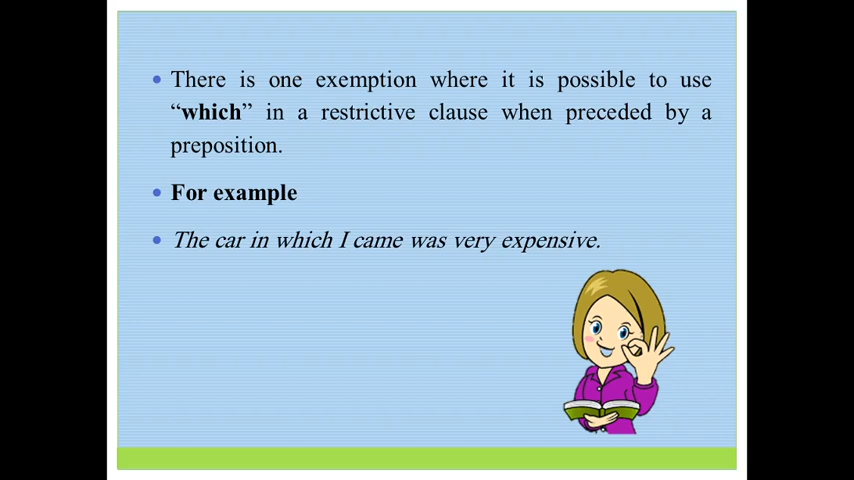 There is one exemption where it is possible to use
“which” in a restrictive clause when preceded by a
preposition.
For example
The car in which I came was very expensive.